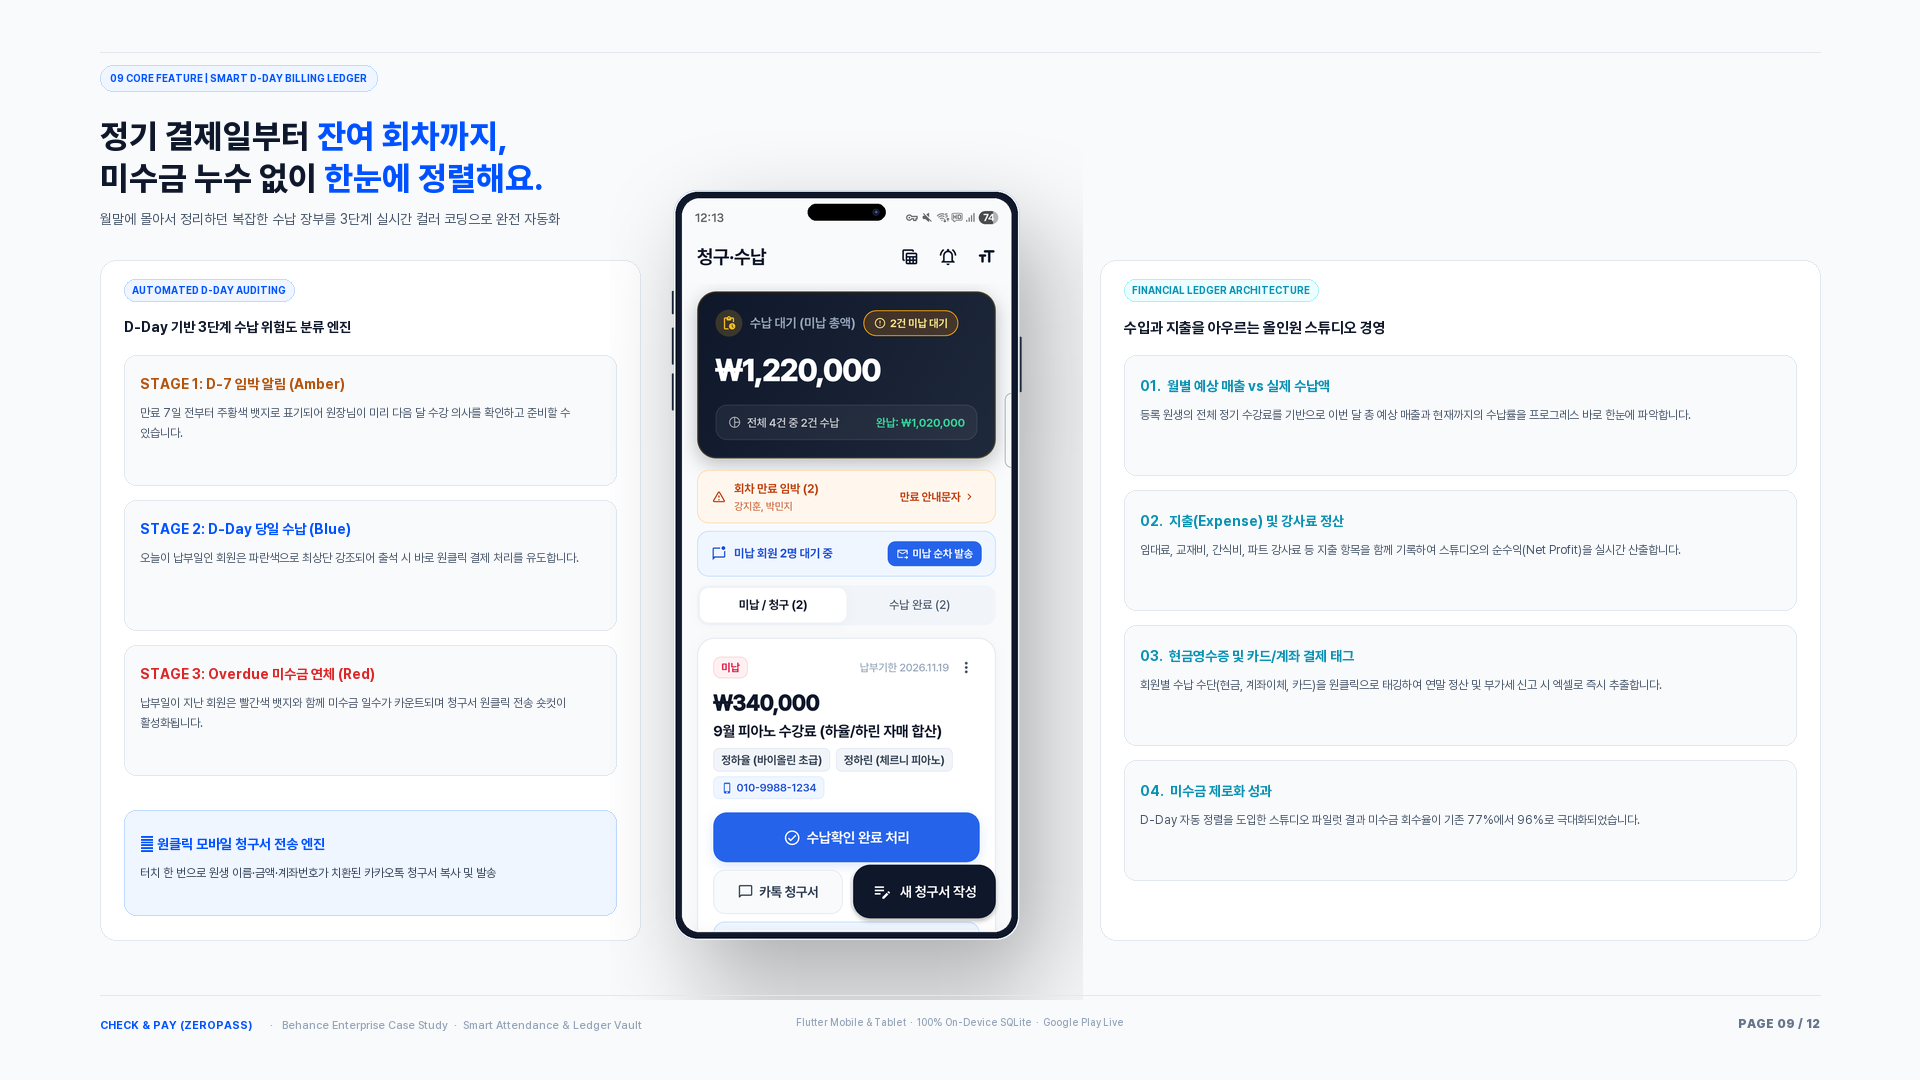 09 CORE FEATURE | SMART D-DAY BILLING LEDGER
정기 결제일부터 잔여 회차까지,
미수금 누수 없이 한눈에 정렬해요.
월말에 몰아서 정리하던 복잡한 수납 장부를 3단계 실시간 컬러 코딩으로 완전 자동화
AUTOMATED D-DAY AUDITING
D-Day 기반 3단계 수납 위험도 분류 엔진
STAGE 1: D-7 임박 알림 (Amber)
만료 7일 전부터 주황색 뱃지로 표기되어 원장님이 미리 다음 달 수강 의사를 확인하고 준비할 수
있습니다.
STAGE 2: D-Day 당일 수납 (Blue)
오늘이 납부일인 회원은 파란색으로 최상단 강조되어 출석 시 바로 원클릭 결제 처리를 유도합니다.
STAGE 3: Overdue 미수금 연체 (Red)
납부일이 지난 회원은 빨간색 뱃지와 함께 미수금 일수가 카운트되며 청구서 원클릭 전송 숏컷이
활성화됩니다.
원클릭 모바일 청구서 전송 엔진
터치 한 번으로 원생 이름·금액·계좌번호가 치환된 카카오톡 청구서 복사 및 발송
12:13
74
청구·수납
수납 대기 (미납 총액)
2건 미납 대기
₩1,220,000
전체 4건 중 2건 수납
완납: ₩1,020,000
회차 만료 임박 (2)
강지훈, 박민지
만료 안내문자
미납 회원 2명 대기 중
미납 순차 발송
미납 / 청구 (2)
수납 완료 (2)
미납
납부기한 2026.11.19
₩340,000
9월 피아노 수강료 (하율/하린 자매 합산)
정하율 (바이올린 초급)
정하린 (체르니 피아노)
010-9988-1234
수납확인 완료 처리
카톡 청구서
새 청구서 작성
FINANCIAL LEDGER ARCHITECTURE
수입과 지출을 아우르는 올인원 스튜디오 경영
01. 월별 예상 매출 vs 실제 수납액
등록 원생의 전체 정기 수강료를 기반으로 이번 달 총 예상 매출과 현재까지의 수납률을 프로그레스 바로 한눈에 파악합니다.
02. 지출(Expense) 및 강사료 정산
임대료, 교재비, 간식비, 파트 강사료 등 지출 항목을 함께 기록하여 스튜디오의 순수익(Net Profit)을 실시간 산출합니다.
03. 현금영수증 및 카드/계좌 결제 태그
회원별 수납 수단(현금, 계좌이체, 카드)을 원클릭으로 태깅하여 연말 정산 및 부가세 신고 시 엑셀로 즉시 추출합니다.
04. 미수금 제로화 성과
D-Day 자동 정렬을 도입한 스튜디오 파일럿 결과 미수금 회수율이 기존 77%에서 96%로 극대화되었습니다.
CHECK & PAY (ZEROPASS) · Behance Enterprise Case Study · Smart Attendance & Ledger Vault
Flutter Mobile & Tablet · 100% On-Device SQLite · Google Play Live
PAGE 09 / 12